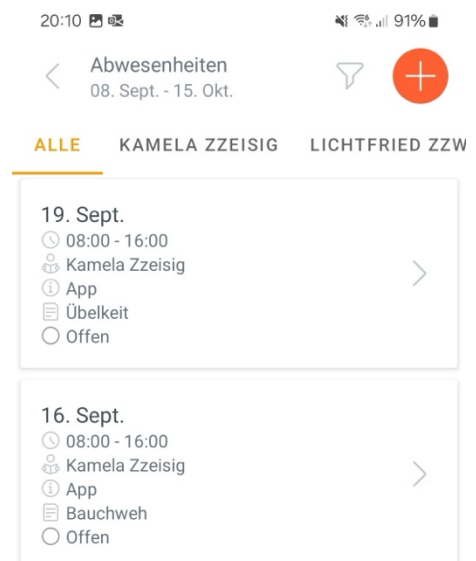 20:10 91%
Abwesenheiten
08. Sept. - 15. Okt.
ALLE KAMELA ZZEISIG LICHTFRIED ZZW
19. Sept.
08:00 - 16:00
Kamela Zzeisig
App
Übelkeit
Offen
16. Sept.
08:00 - 16:00
Kamela Zzeisig
App
Bauchweh
Offen